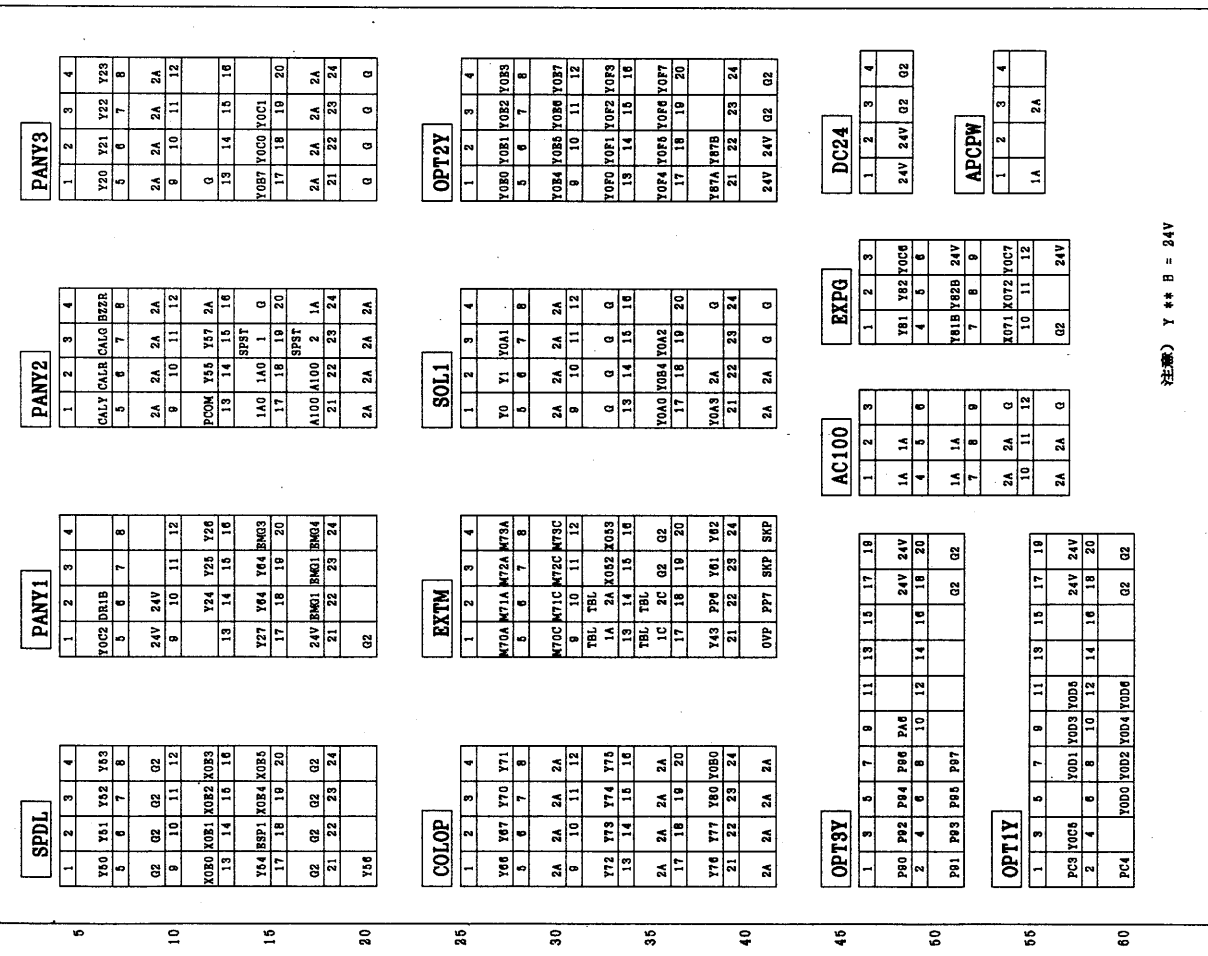 SPDL
1 2 3 4
Y50 Y51 Y52 Y53
5 6 7 8
G2 G2 G2 G2
9 10 11 12
X0B0 X0B1 X0B2 X0B3
13 14 15 16
Y54 BSP1 X0B4 X0B5
17 18 19 20
G2 G2 G2 G2
21 22 23 24
Y56
PANY1
1 2 3 4
Y0C2 DR1B
5 6 7 8
24V 24V
9 10 11 12
Y24 Y25 Y26
13 14 15 16
Y27 Y64 Y64 EMG3
17 18 19 20
24V EMG1 EMG1 EMG4
21 22 23 24
G2
PANY2
1 2 3 4
CALY CALR CALG BZZR
5 6 7 8
2A 2A 2A 2A
9 10 11 12
PCOM Y55 Y57 2A
13 14 15 16
SPST
1A0 1A0 1 G
17 18 19 20
SPST
A100 A100 2 1A
21 22 23 24
2A 2A 2A 2A
PANY3
1 2 3 4
Y20 Y21 Y22 Y23
5 6 7 8
2A 2A 2A 2A
9 10 11 12
G
13 14 15 16
Y0B7 Y0C0 Y0C1
17 18 19 20
2A 2A 2A 2A
21 22 23 24
G G G G
COLOP
1 2 3 4
Y66 Y67 Y70 Y71
5 6 7 8
2A 2A 2A 2A
9 10 11 12
Y72 Y73 Y74 Y75
13 14 15 16
2A 2A 2A 2A
17 18 19 20
Y76 Y77 Y80 Y0B0
21 22 23 24
2A 2A 2A 2A
EXTM
1 2 3 4
M70A M71A M72A M73A
5 6 7 8
M70C M71C M72C M73C
9 10 11 12
TBL TBL
1A 2A X052 X053
13 14 15 16
TBL TBL
1C 2C G2 G2
17 18 19 20
Y43 PP6 Y61 Y62
21 22 23 24
OVP PP7 SKP SKP
SOL1
1 2 3 4
Y0 Y1 Y0A1
5 6 7 8
2A 2A 2A 2A
9 10 11 12
G G G G
13 14 15 16
Y0A0 Y0B4 Y0A2
17 18 19 20
Y0A3 2A G
21 22 23 24
2A 2A G G
OPT2Y
1 2 3 4
Y0E0 Y0E1 Y0E2 Y0E3
5 6 7 8
Y0E4 Y0E5 Y0E6 Y0E7
9 10 11 12
Y0F0 Y0F1 Y0F2 Y0F3
13 14 15 16
Y0F4 Y0F5 Y0F6 Y0F7
17 18 19 20
Y87A Y87B
21 22 23 24
24V 24V G2 G2
OPT3Y
1 3 5 7 9 11 13 15 17 19
P90 P92 P94 P96 PA6 24V 24V
2 4 6 8 10 12 14 16 18 20
P91 P93 P95 P97 G2 G2
AC100
1 2 3
1A 1A
4 5 6
1A 1A
7 8 9
2A 2A G
10 11 12
2A 2A G
EXPG
1 2 3
Y81 Y82 Y0C6
4 5 6
Y81B Y82B 24V
7 8 9
X071 X072 Y0C7
10 11 12
G2 24V
DC24
1 2 3 4
24V 24V G2 G2
APCPW
1 2 3 4
1A 2A
OPT1Y
1 3 5 7 9 11 13 15 17 19
PC3 Y0C5 Y0D1 Y0D3 Y0D5 24V 24V
2 4 6 8 10 12 14 16 18 20
PC4 Y0D0 Y0D2 Y0D4 Y0D6 G2 G2
注意) Y ** B = 24V
5
10
15
20
25
30
35
40
45
50
55
60